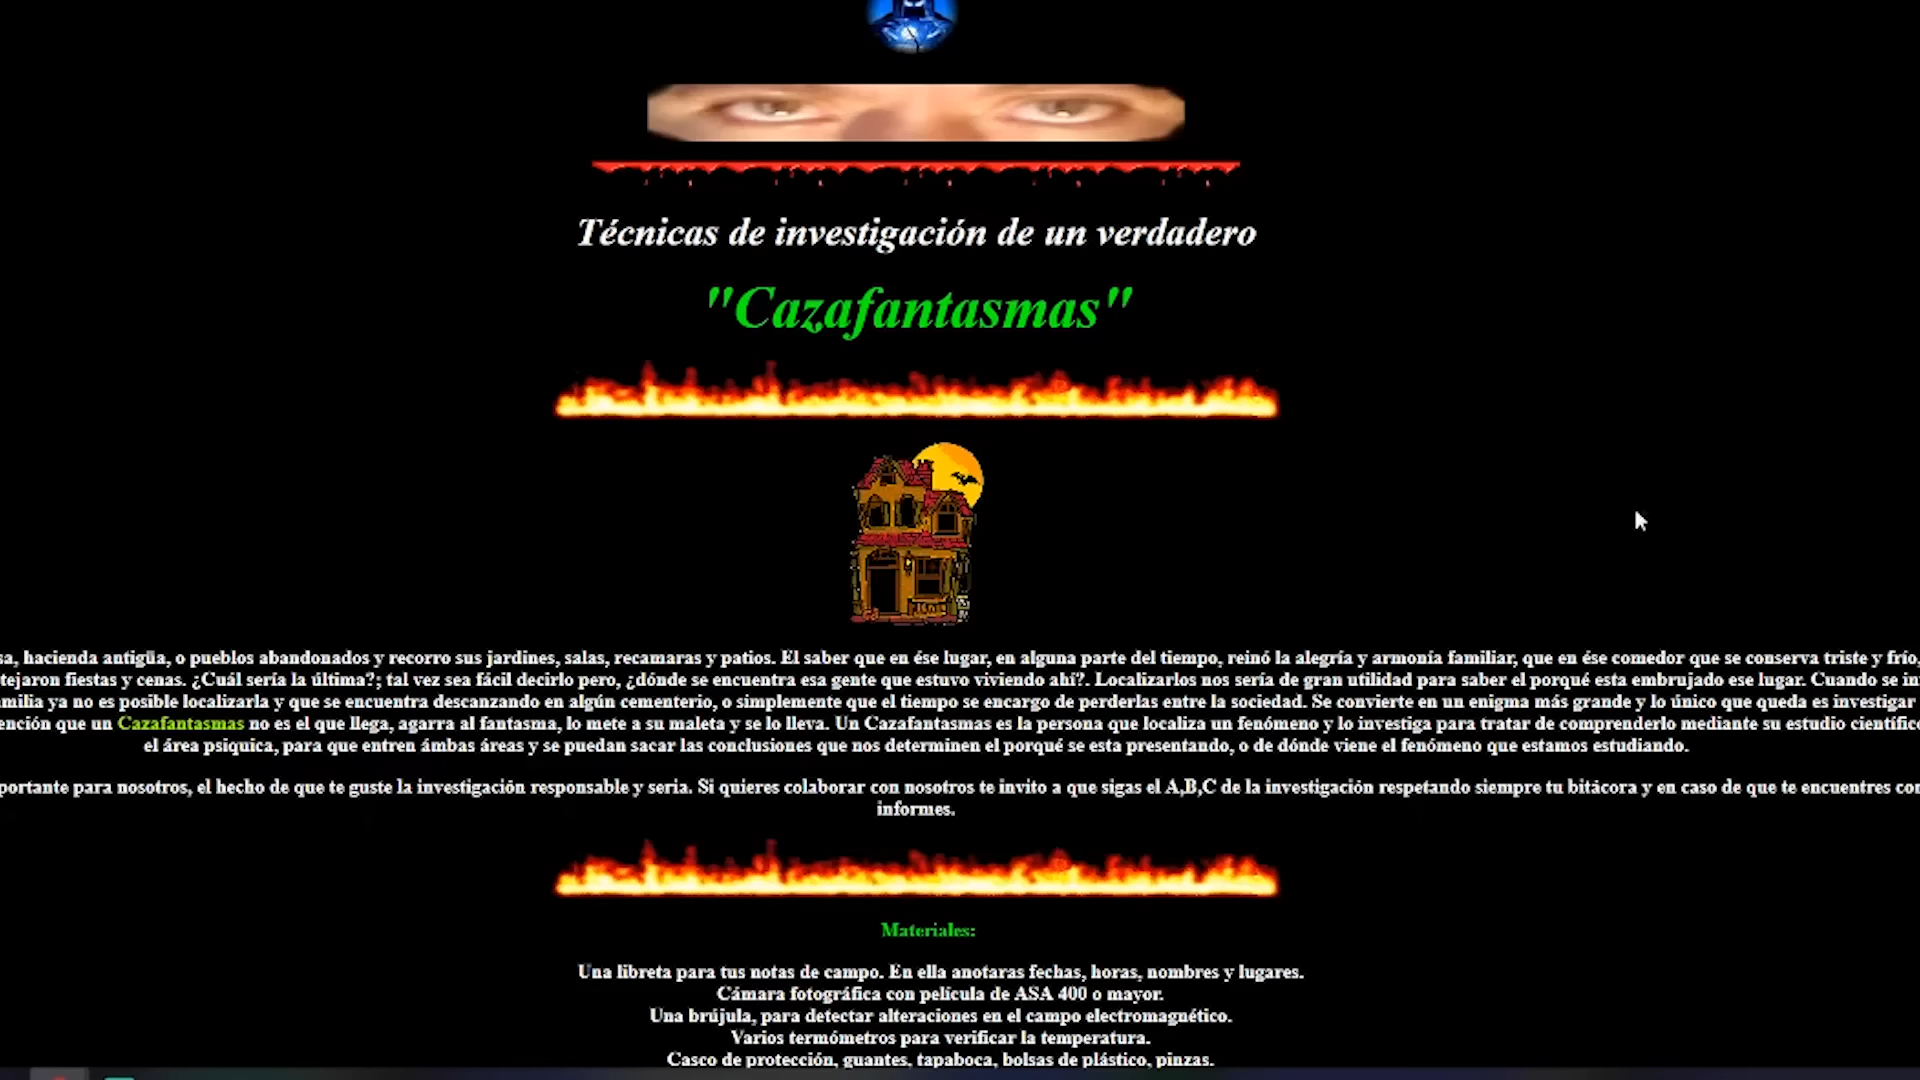 Técnicas de investigación de un verdadero
"Cazafantasmas"
sa, hacienda antigüa, o pueblos abandonados y recorro sus jardines, salas, recamaras y patios. El saber que en ése lugar, en alguna parte del tiempo, reinó la alegría y armonía familiar, que en ése comedor que se conserva triste y frío,
tejaron fiestas y cenas. ¿Cuál sería la última?; tal vez sea fácil decirlo pero, ¿dónde se encuentra esa gente que estuvo viviendo ahí?. Localizarlos nos sería de gran utilidad para saber el porqué esta embrujado ese lugar. Cuando se in
milia ya no es posible localizarla y que se encuentra descanzando en algún cementerio, o simplemente que el tiempo se encargo de perderlas entre la sociedad. Se convierte en un enigma más grande y lo único que queda es investigar
ención que un Cazafantasmas no es el que llega, agarra al fantasma, lo mete a su maleta y se lo lleva. Un Cazafantasmas es la persona que localiza un fenómeno y lo investiga para tratar de comprenderlo mediante su estudio científico
el área psiquica, para que entren ámbas áreas y se puedan sacar las conclusiones que nos determinen el porqué se esta presentando, o de dónde viene el fenómeno que estamos estudiando.
portante para nosotros, el hecho de que te guste la investigación responsable y seria. Si quieres colaborar con nosotros te invito a que sigas el A,B,C de la investigación respetando siempre tu bitácora y en caso de que te encuentres con
informes.
Materiales:
Una libreta para tus notas de campo. En ella anotaras fechas, horas, nombres y lugares.
Cámara fotográfica con película de ASA 400 o mayor.
Una brújula, para detectar alteraciones en el campo electromagnético.
Varios termómetros para verificar la temperatura.
Casco de protección, guantes, tapaboca, bolsas de plástico, pinzas.